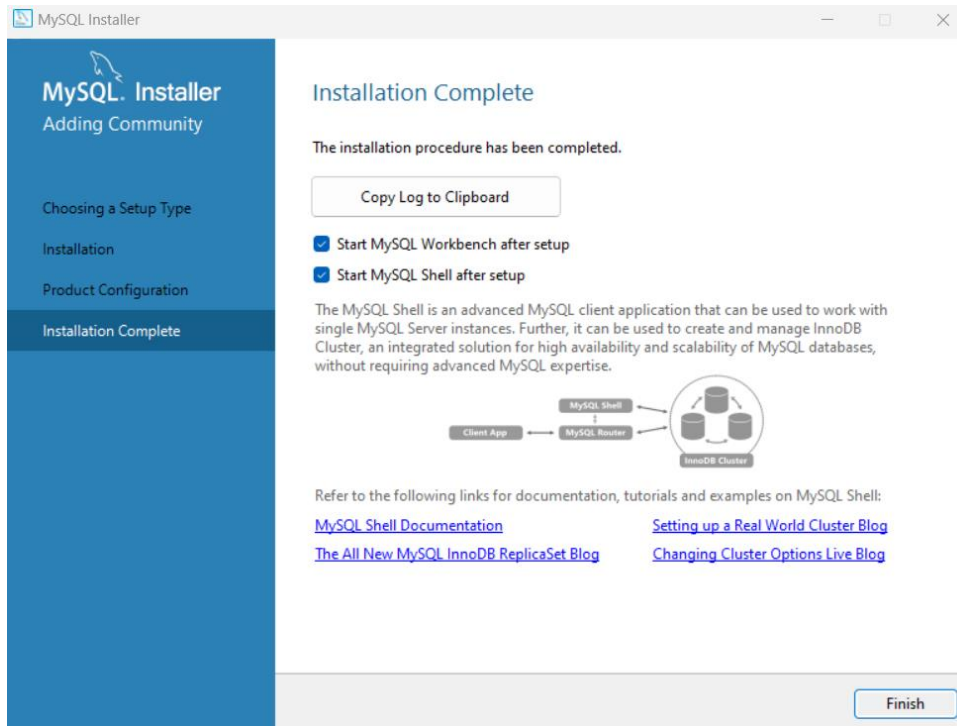 MySQL Installer
MySQL. Installer
Adding Community
Choosing a Setup Type
Installation
Product Configuration
Installation Complete
Installation Complete
The installation procedure has been completed.
Copy Log to Clipboard
Start MySQL Workbench after setup
Start MySQL Shell after setup
The MySQL Shell is an advanced MySQL client application that can be used to work with
single MySQL Server instances. Further, it can be used to create and manage InnoDB
Cluster, an integrated solution for high availability and scalability of MySQL databases,
without requiring advanced MySQL expertise.
MySQL Shell
Client App
MySQL Router
InnoDB Cluster
Refer to the following links for documentation, tutorials and examples on MySQL Shell:
MySQL Shell Documentation
Setting up a Real World Cluster Blog
The All New MySQL InnoDB ReplicaSet Blog
Changing Cluster Options Live Blog
Finish